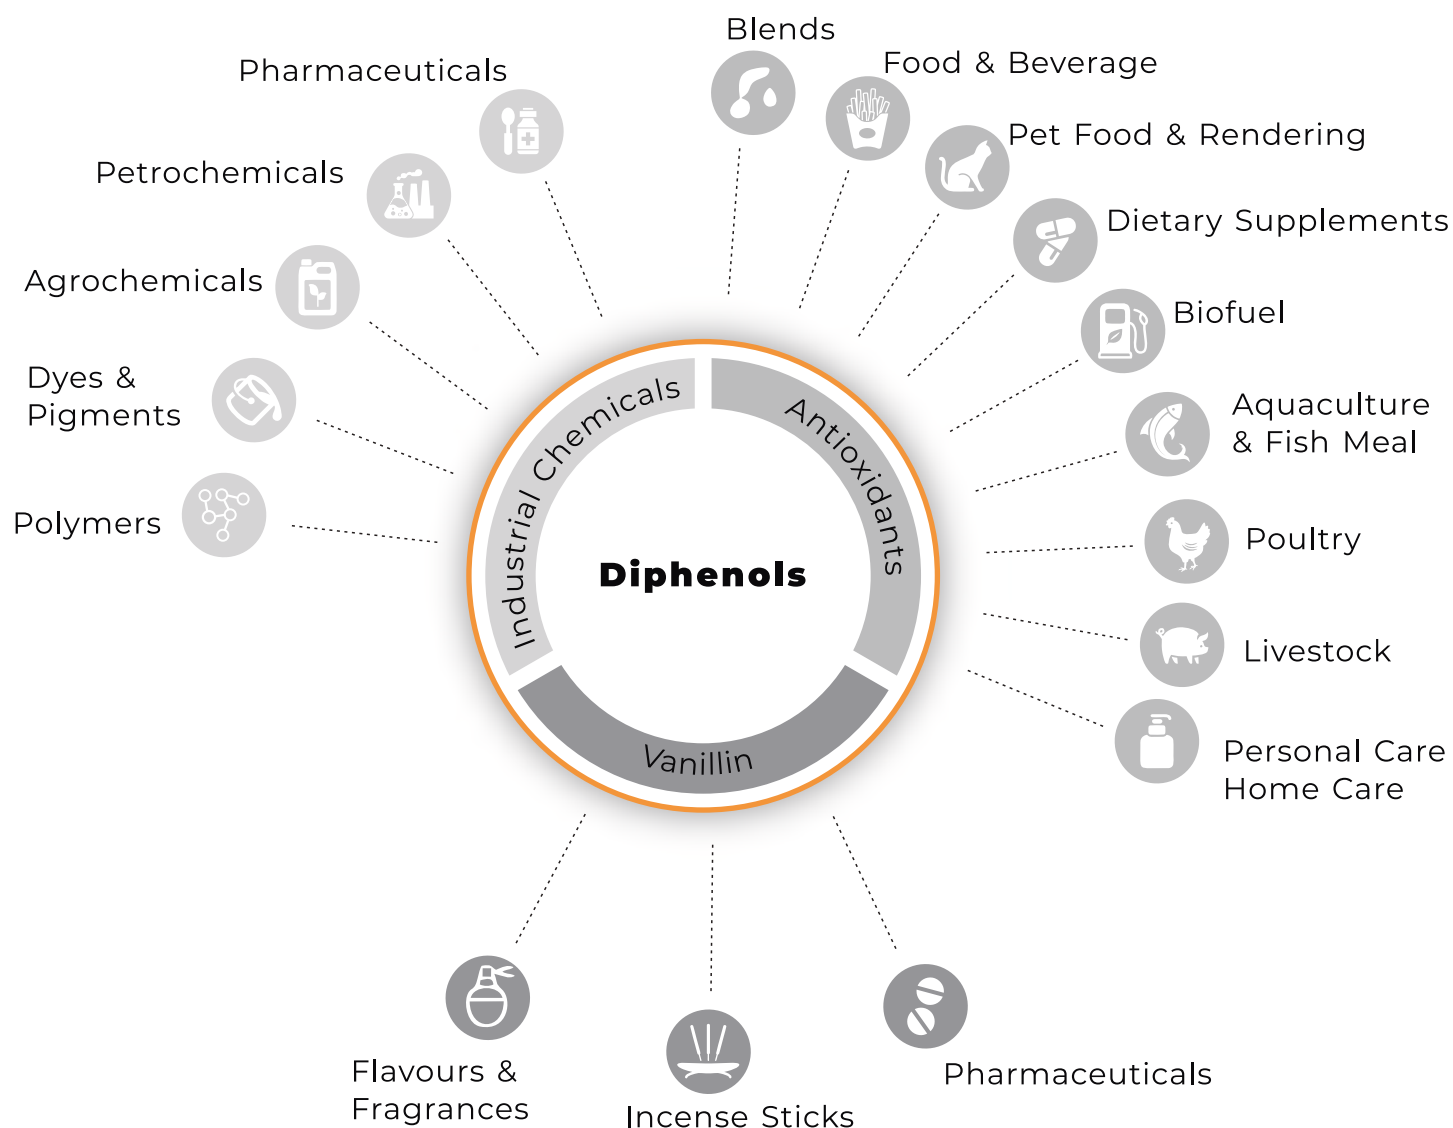 Blends
Food & Beverage
Pharmaceuticals
Pet Food & Rendering
Petrochemicals
Dietary Supplements
Agrochemicals
Biofuel
Dyes &
Pigments
Aquaculture
& Fish Meal
Polymers
Poultry
Livestock
Personal Care
Home Care
Industrial Chemicals
Antioxidants
Diphenols
Vanillin
Flavours &
Fragrances
Incense Sticks
Pharmaceuticals